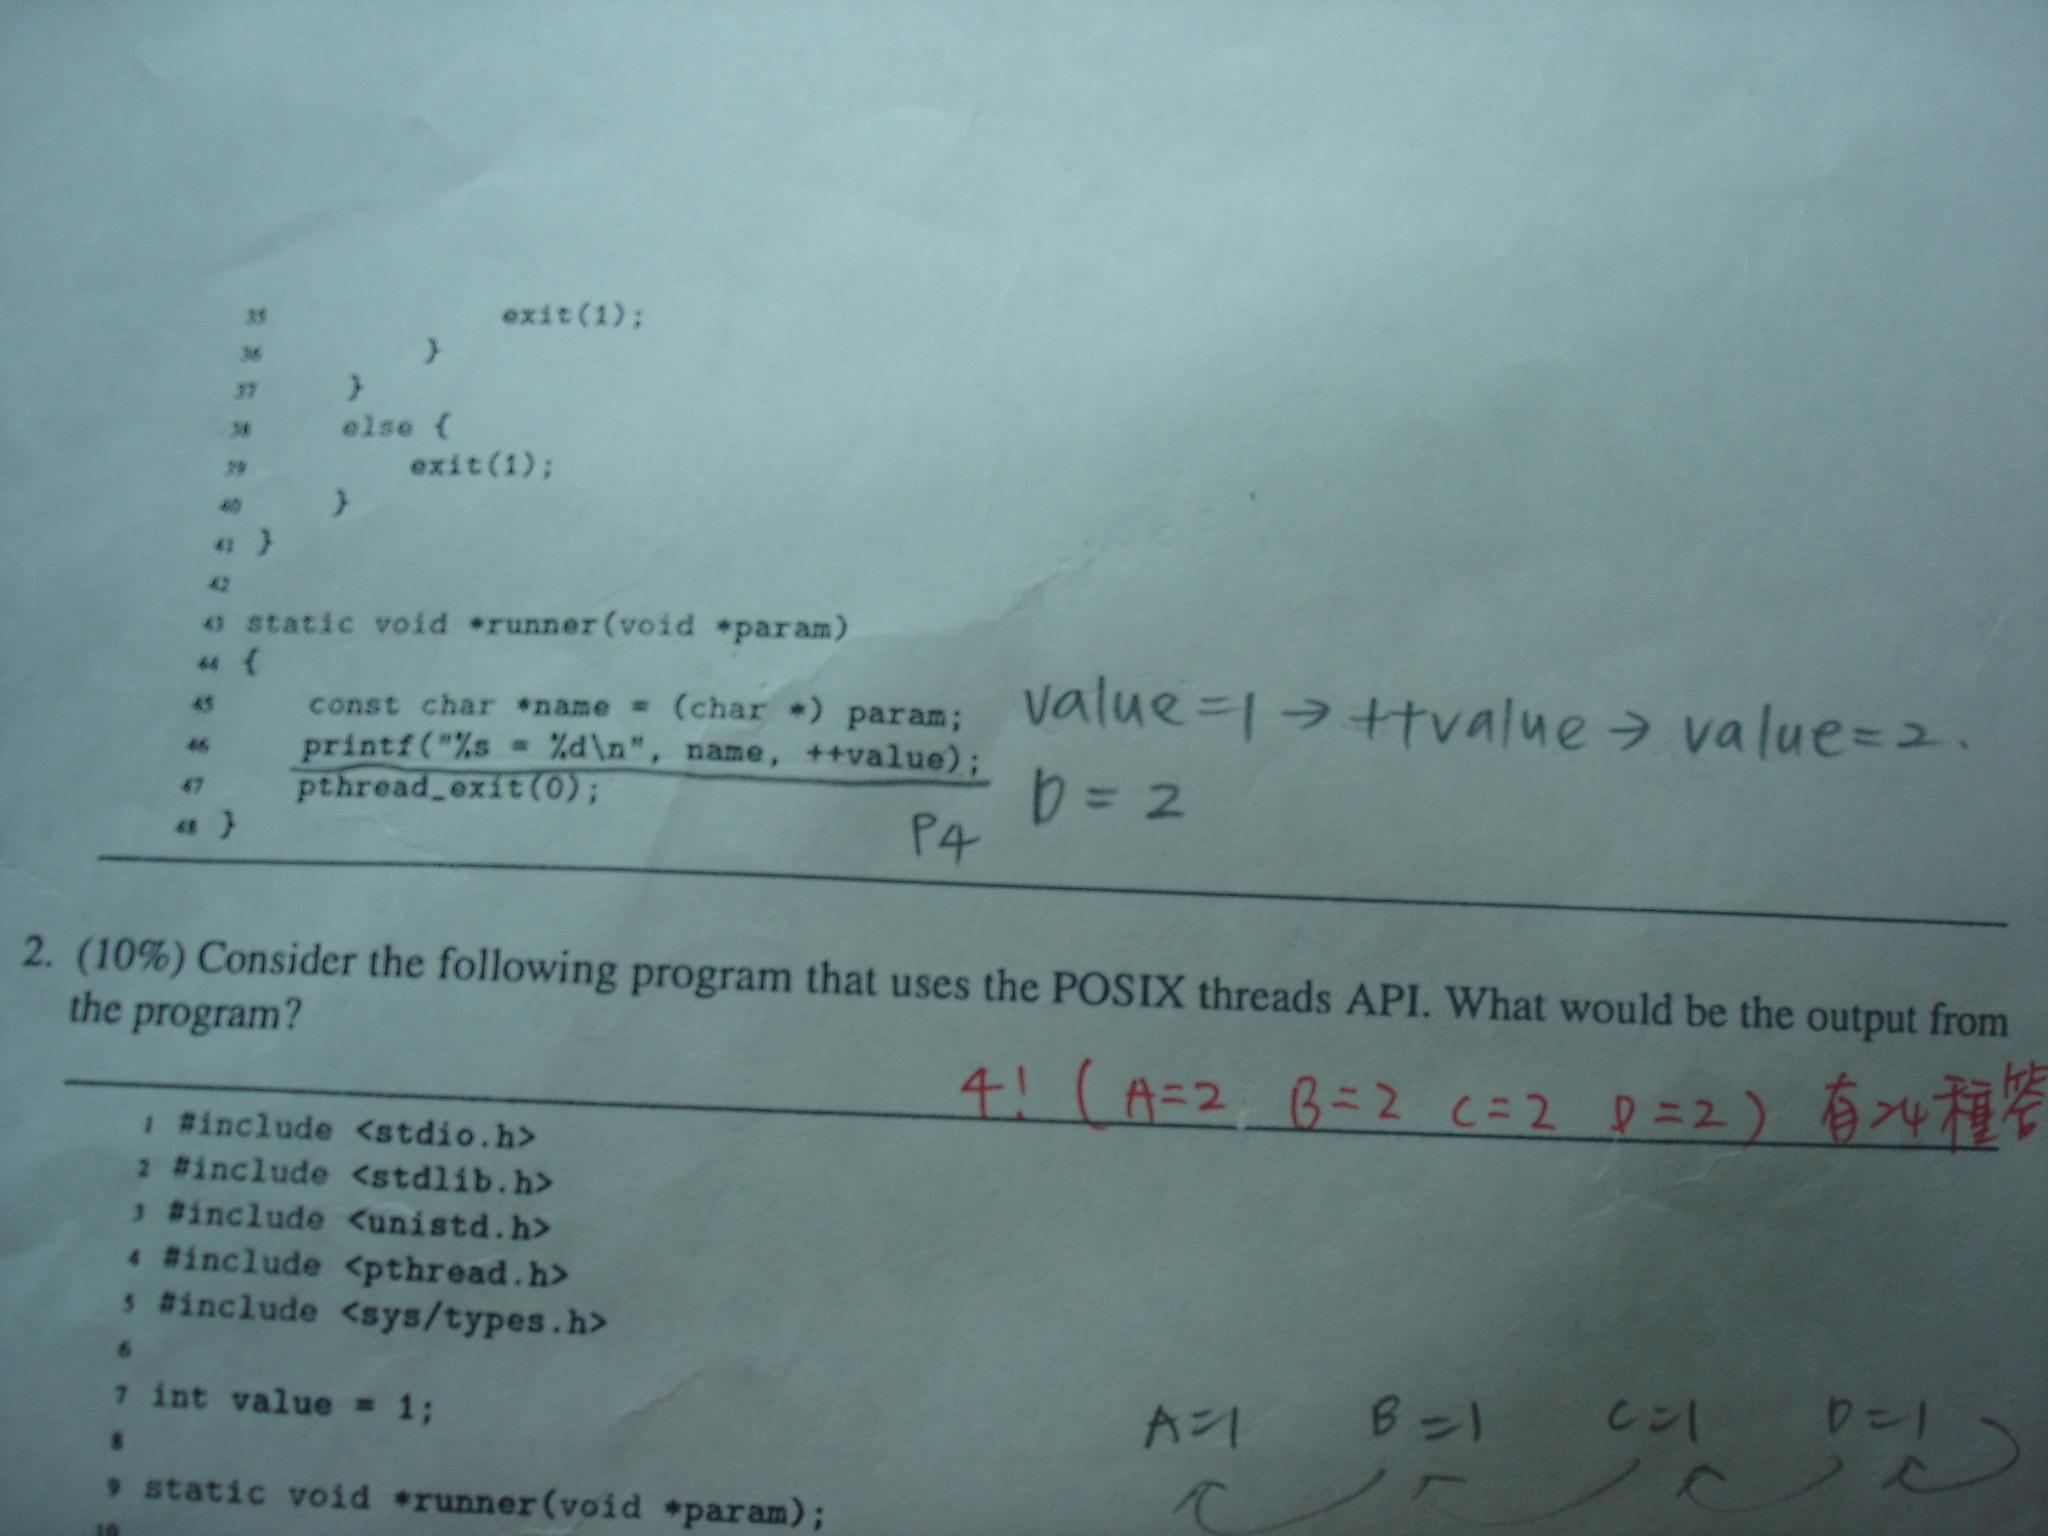 35 exit(1);
36 }
37 }
38 else {
39 exit(1);
40 }
41 }
42
43 static void *runner(void *param)
44 {
45 const char *name = (char *) param; value=1→++value→value=2.
46 printf("%s = %d\n", name, ++value);
47 pthread_exit(0); D=2
48 } P4
2. (10%) Consider the following program that uses the POSIX threads API. What would be the output from
the program?
4! (A=2 B=2 C=2 D=2) 有24種答
1 #include <stdio.h>
2 #include <stdlib.h>
3 #include <unistd.h>
4 #include <pthread.h>
5 #include <sys/types.h>
6
7 int value = 1;
A=1 B=1 C=1 D=1
8
9 static void *runner(void *param);
10